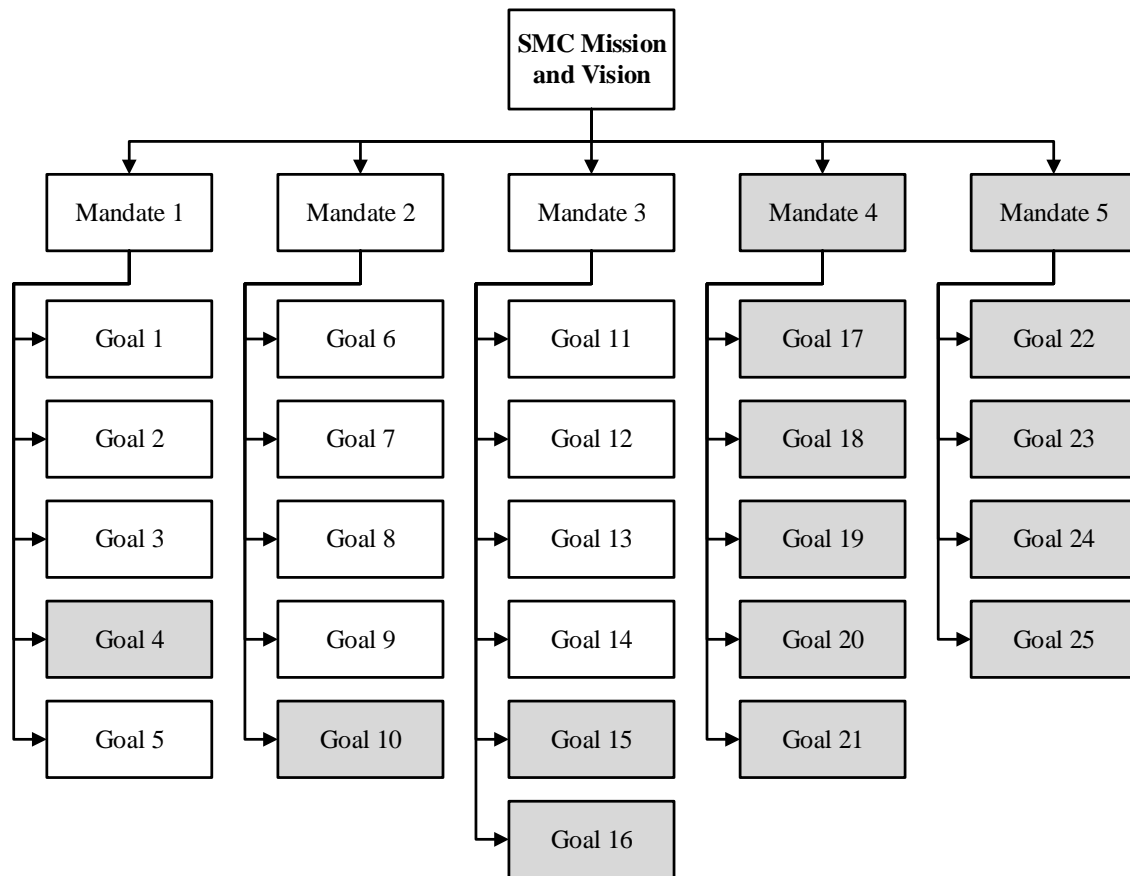 SMC Mission
and Vision
Mandate 1
Mandate 2
Mandate 3
Mandate 4
Mandate 5
Goal 1
Goal 6
Goal 11
Goal 17
Goal 22
Goal 2
Goal 7
Goal 12
Goal 18
Goal 23
Goal 3
Goal 8
Goal 13
Goal 19
Goal 24
Goal 4
Goal 9
Goal 14
Goal 20
Goal 25
Goal 5
Goal 10
Goal 15
Goal 21
Goal 16